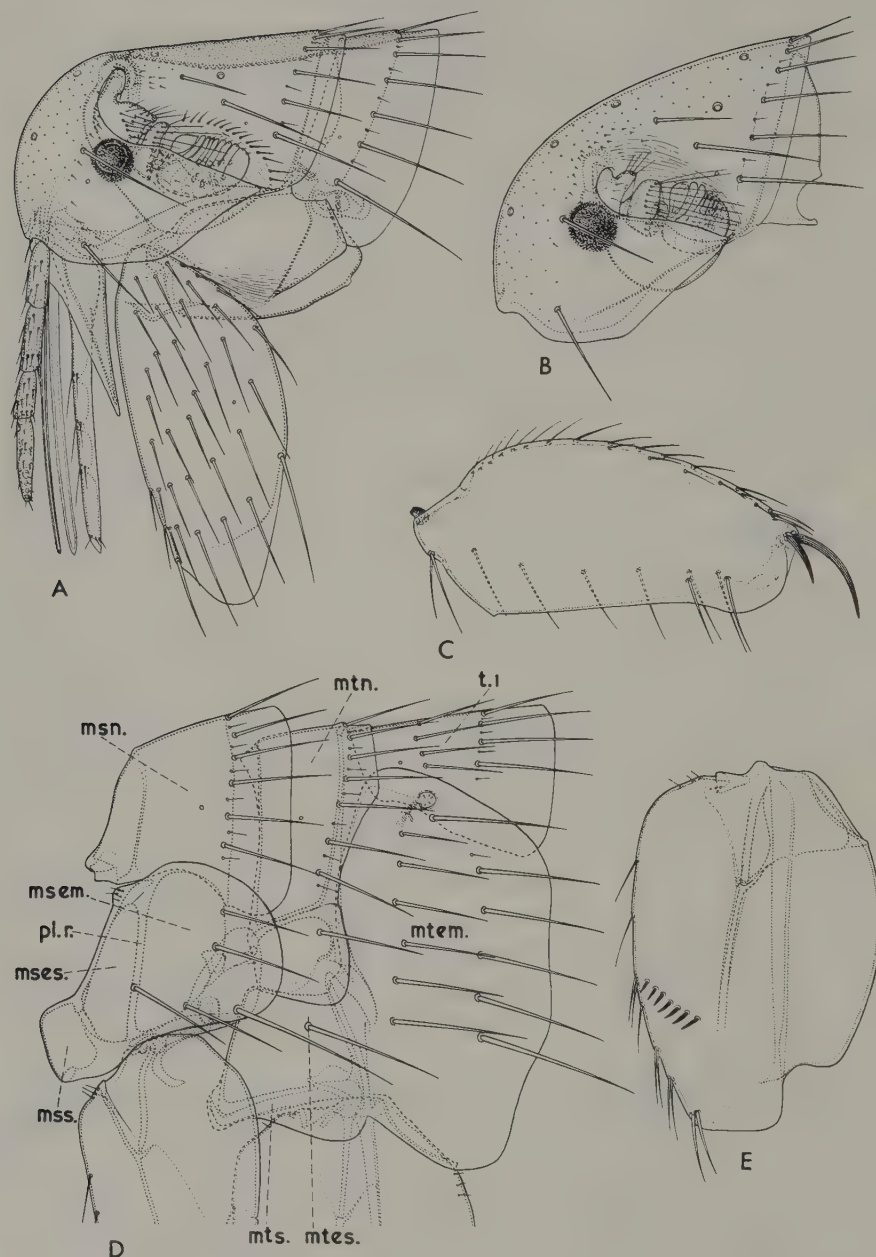 A
B
C
mtn.
t.1
msn.
msem.
pl.r.
mses.
mtem.
mss.
E
mts. mtes.
D